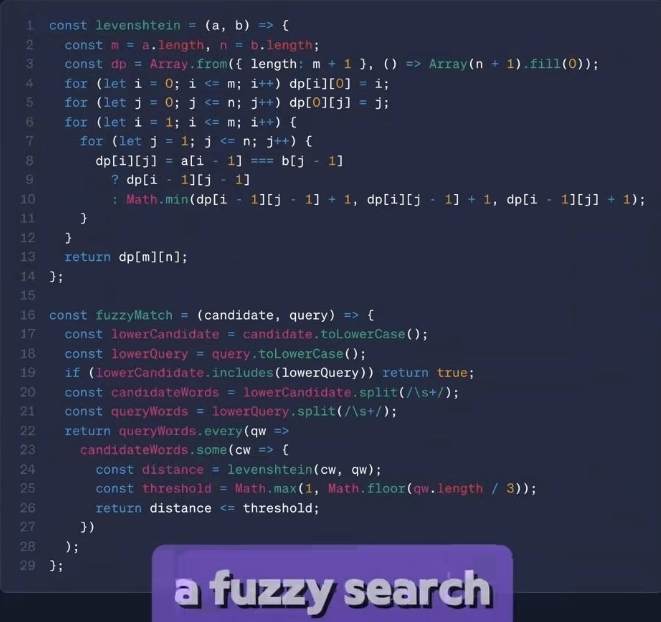 1 const levenshtein = (a, b) => {
2   const m = a.length, n = b.length;
3   const dp = Array.from({ length: m + 1 }, () => Array(n + 1).fill(0));
4   for (let i = 0; i <= m; i++) dp[i][0] = i;
5   for (let j = 0; j <= n; j++) dp[0][j] = j;
6   for (let i = 1; i <= m; i++) {
7     for (let j = 1; j <= n; j++) {
8       dp[i][j] = a[i - 1] === b[j - 1]
9         ? dp[i - 1][j - 1]
10         : Math.min(dp[i - 1][j - 1] + 1, dp[i][j - 1] + 1, dp[i - 1][j] + 1);
11     }
12   }
13   return dp[m][n];
14 };
15
16 const fuzzyMatch = (candidate, query) => {
17   const lowerCandidate = candidate.toLowerCase();
18   const lowerQuery = query.toLowerCase();
19   if (lowerCandidate.includes(lowerQuery)) return true;
20   const candidateWords = lowerCandidate.split(/\s+/);
21   const queryWords = lowerQuery.split(/\s+/);
22   return queryWords.every(qw =>
23     candidateWords.some(cw => {
24       const distance = levenshtein(cw, qw);
25       const threshold = Math.max(1, Math.floor(qw.length / 3));
26       return distance <= threshold;
27     })
28   );
29 };
a fuzzy search